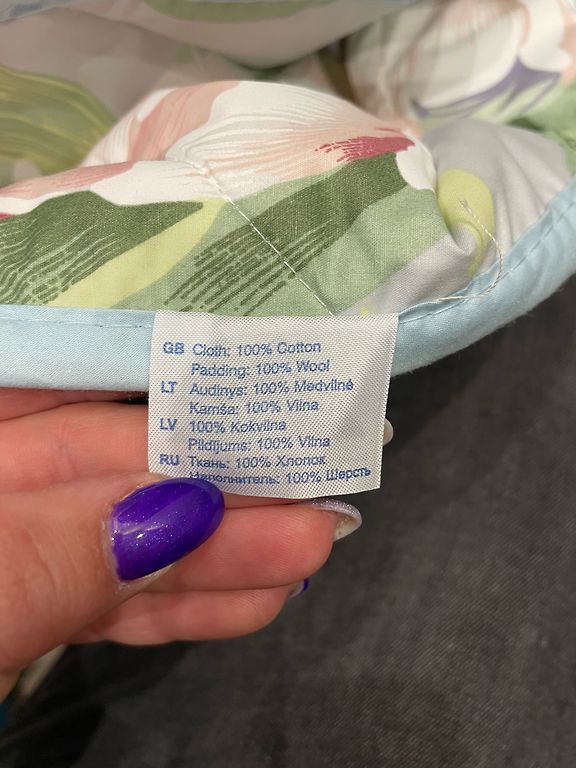 GB Cloth: 100% Cotton
Padding: 100% Wool
LT Audinys: 100% Medvilnė
Kamša: 100% Vilna
LV 100% Kokvilna
Pildījums: 100% Vilna
RU Ткань: 100% Хлопок
Наполнитель: 100% Шерсть